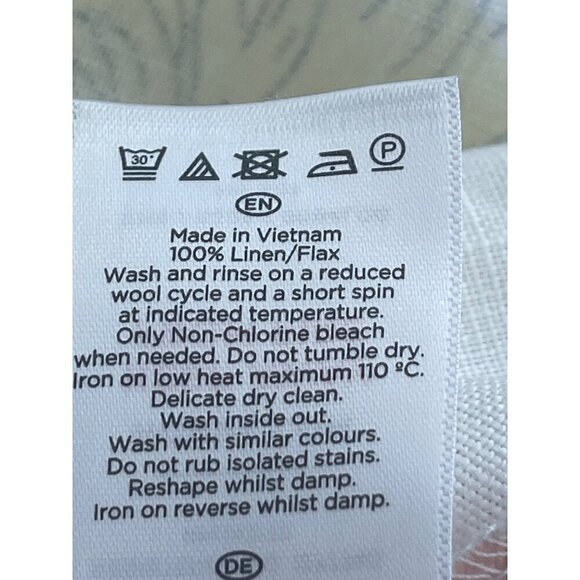 30°
P
EN
Made in Vietnam
100% Linen/Flax
Wash and rinse on a reduced
wool cycle and a short spin
at indicated temperature.
Only Non-Chlorine bleach
when needed. Do not tumble dry.
Iron on low heat maximum 110 ºC.
Delicate dry clean.
Wash inside out.
Wash with similar colours.
Do not rub isolated stains.
Reshape whilst damp.
Iron on reverse whilst damp.
DE